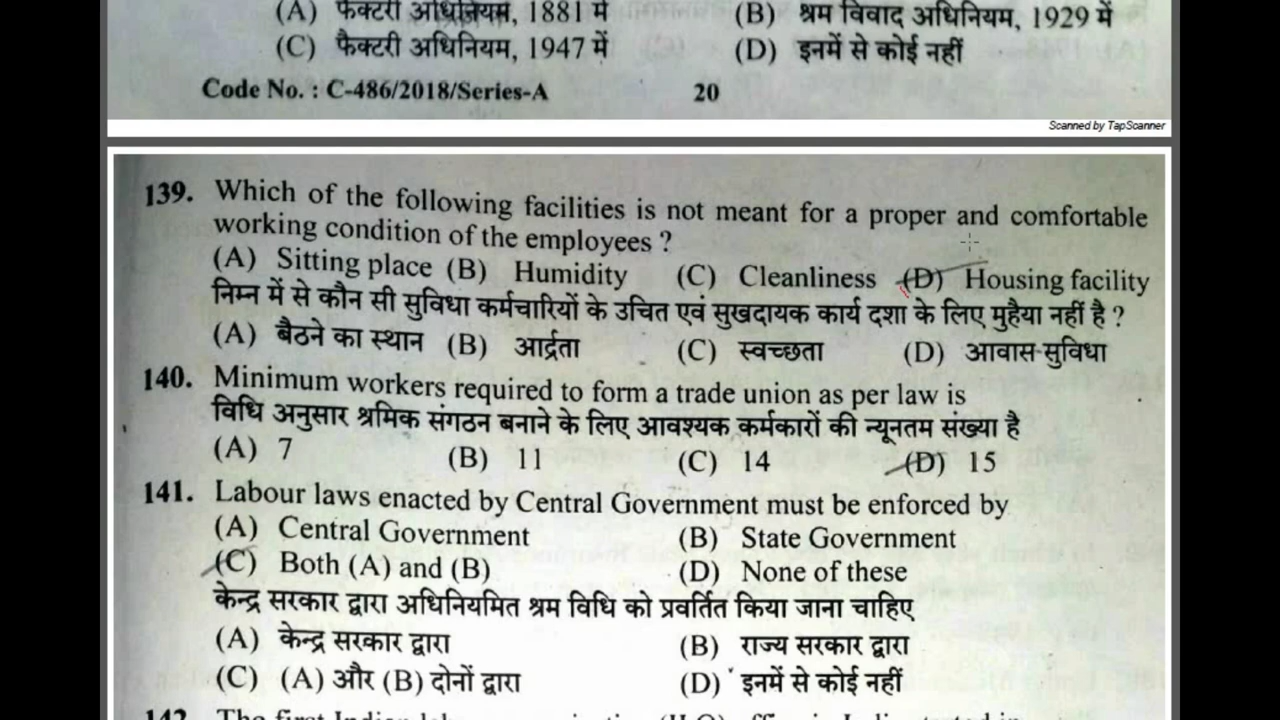 (A) फैक्टरी अधिनियम, 1881 में (B) श्रम विवाद अधिनियम, 1929 में
(C) फैक्टरी अधिनियम, 1947 में (D) इनमें से कोई नहीं
Code No. : C-486/2018/Series-A 20
Scanned by TapScanner
139. Which of the following facilities is not meant for a proper and comfortable
working condition of the employees ?
(A) Sitting place (B) Humidity (C) Cleanliness (D) Housing facility
निम्न में से कौन सी सुविधा कर्मचारियों के उचित एवं सुखदायक कार्य दशा के लिए मुहैया नहीं है ?
(A) बैठने का स्थान (B) आर्द्रता (C) स्वच्छता (D) आवास-सुविधा
140. Minimum workers required to form a trade union as per law is
विधि अनुसार श्रमिक संगठन बनाने के लिए आवश्यक कर्मकारों की न्यूनतम संख्या है
(A) 7 (B) 11 (C) 14 (D) 15
141. Labour laws enacted by Central Government must be enforced by
(A) Central Government (B) State Government
(C) Both (A) and (B) (D) None of these
केन्द्र सरकार द्वारा अधिनियमित श्रम विधि को प्रवर्तित किया जाना चाहिए
(A) केन्द्र सरकार द्वारा (B) राज्य सरकार द्वारा
(C) (A) और (B) दोनों द्वारा (D) इनमें से कोई नहीं
142. The first Indian